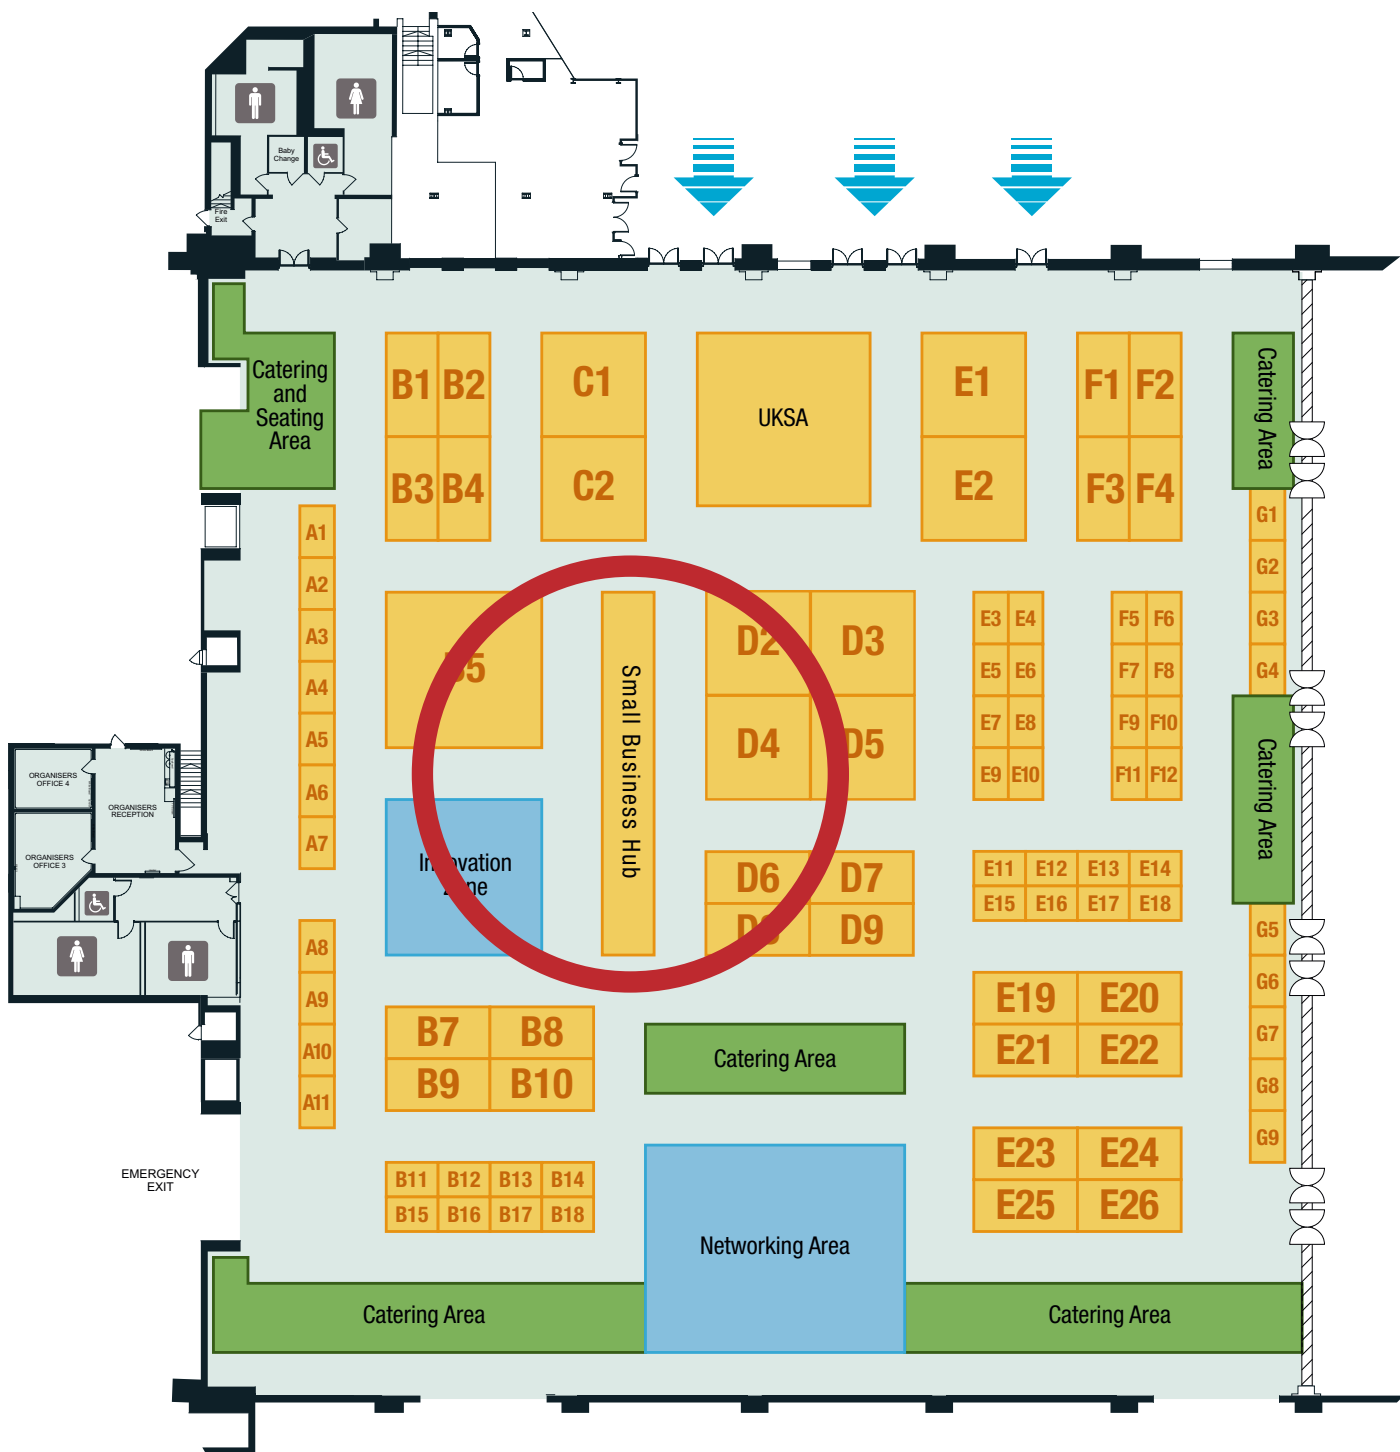 Baby
Change
Fire
Exit
Catering
and
Seating
Area
B1
B2
B3
B4
C1
C2
UKSA
E1
E2
F1
F2
F3
F4
Catering Area
G1
G2
G3
G4
A1
A2
A3
A4
A5
A6
A7
Small Business Hub
D2
D3
D4
D5
E3
E4
E5
E6
E7
E8
E9
E10
F5
F6
F7
F8
F9
F10
F11
F12
Catering Area
ORGANISERS
OFFICE 4
ORGANISERS
RECEPTION
ORGANISERS
OFFICE 3
Innovation
Zone
D6
D7
D8
D9
E11
E12
E13
E14
E15
E16
E17
E18
G5
G6
G7
G8
G9
A8
A9
A10
A11
B7
B8
B9
B10
Catering Area
E19
E20
E21
E22
EMERGENCY
EXIT
B11
B12
B13
B14
B15
B16
B17
B18
Networking Area
E23
E24
E25
E26
Catering Area
Catering Area